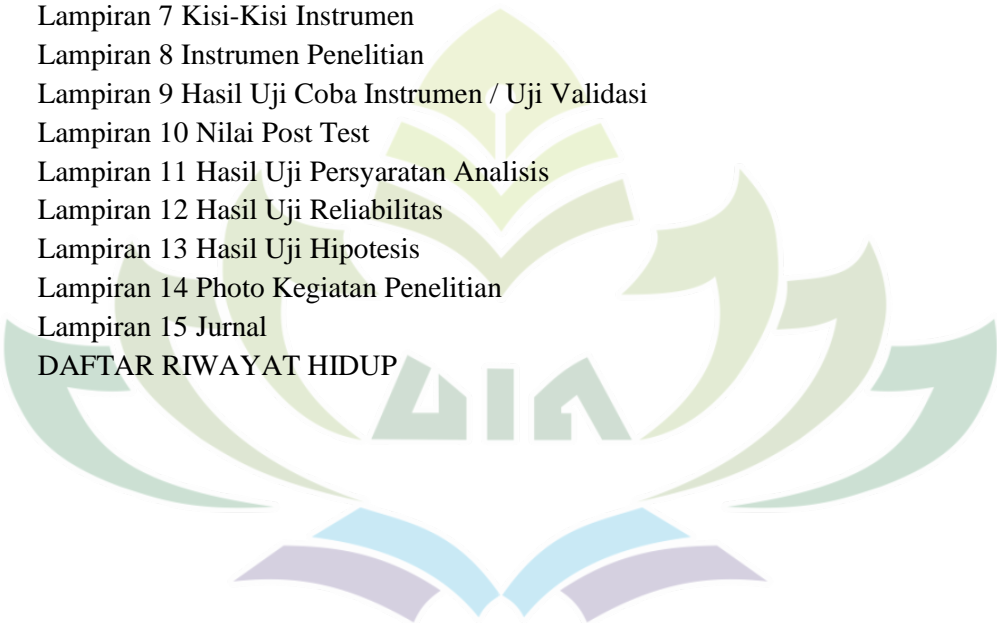 Lampiran 7 Kisi-Kisi Instrumen
Lampiran 8 Instrumen Penelitian
Lampiran 9 Hasil Uji Coba Instrumen / Uji Validasi
Lampiran 10 Nilai Post Test
Lampiran 11 Hasil Uji Persyaratan Analisis
Lampiran 12 Hasil Uji Reliabilitas
Lampiran 13 Hasil Uji Hipotesis
Lampiran 14 Photo Kegiatan Penelitian
Lampiran 15 Jurnal
DAFTAR RIWAYAT HIDUP
UIN